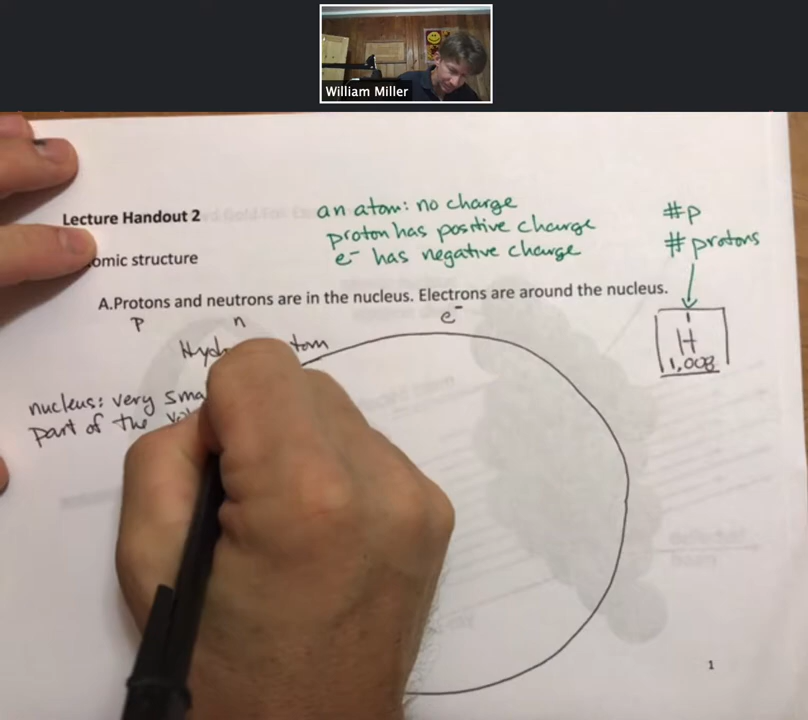 William Miller
Lecture Handout 2
an atom: no charge
proton has positive charge
e⁻ has negative charge
#p
# protons
omic structure
A.Protons and neutrons are in the nucleus. Electrons are around the nucleus.
p n e⁻
1
H
1,008
nucleus: very sma
part of the
1